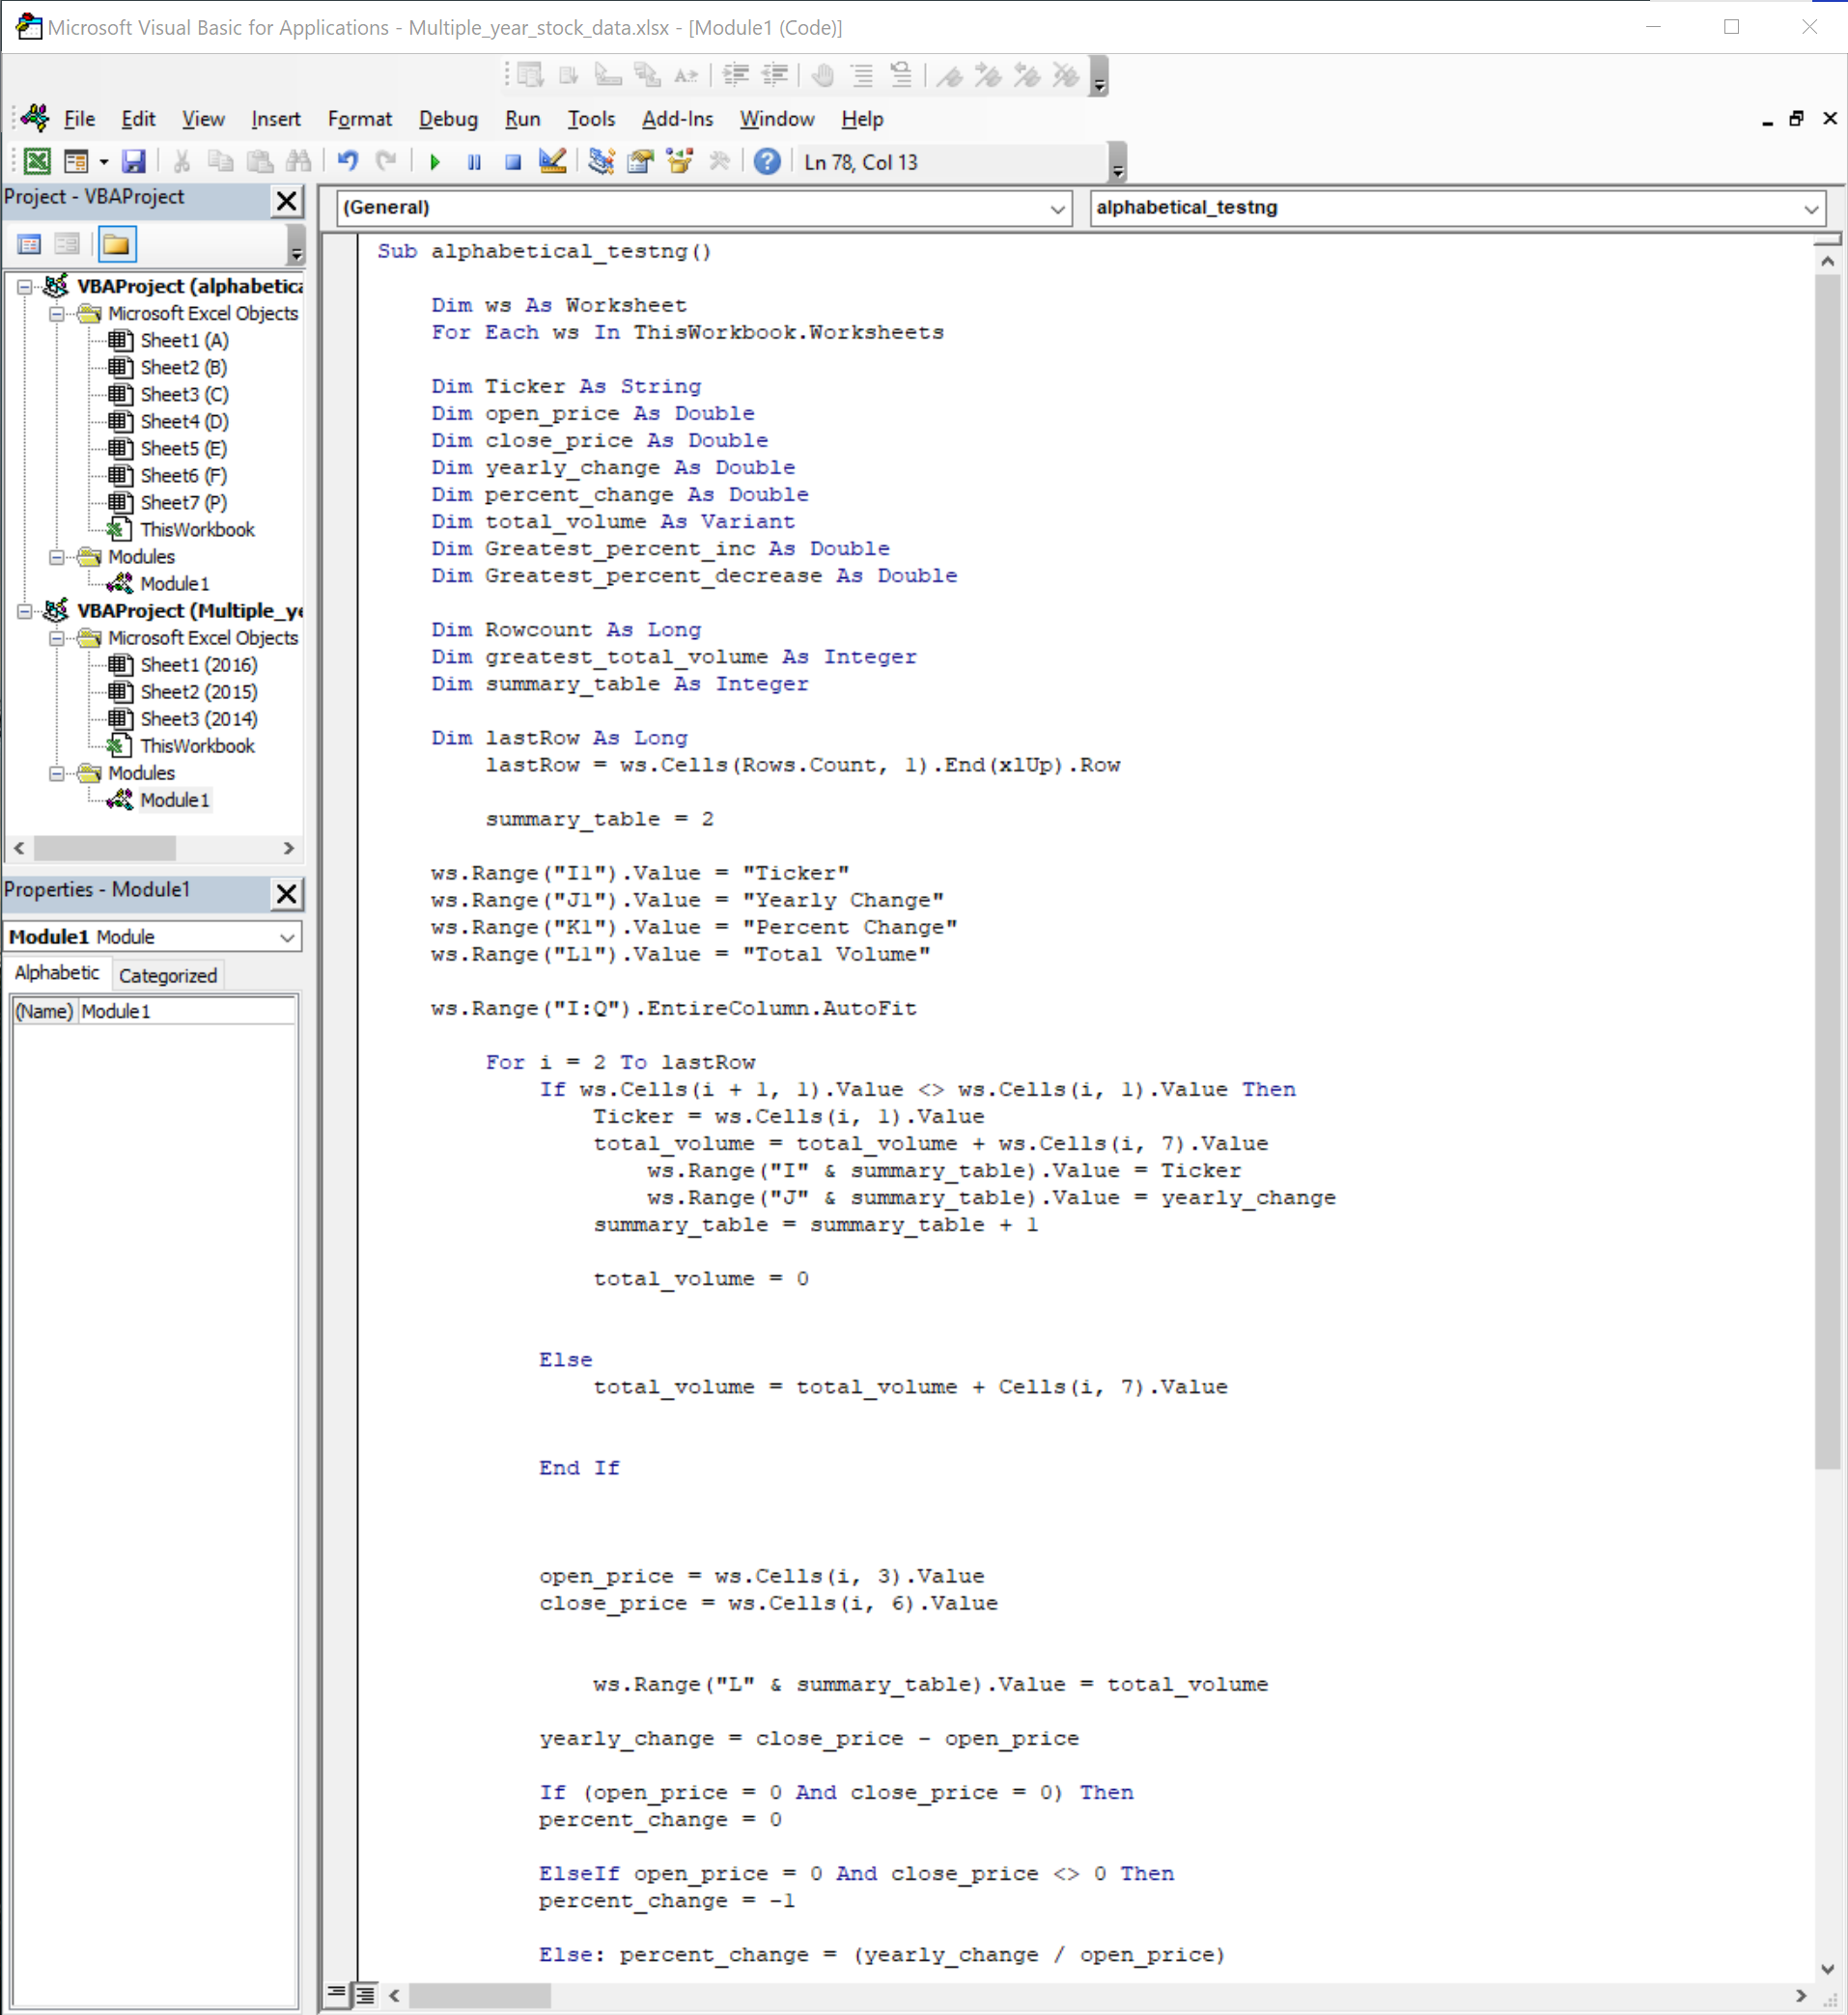 Microsoft Visual Basic for Applications - Multiple_year_stock_data.xlsx - [Module1 (Code)]
File Edit View Insert Format Debug Run Tools Add-Ins Window Help
Ln 78, Col 13
Project - VBAProject
VBAProject (alphabetica
Microsoft Excel Objects
Sheet1 (A)
Sheet2 (B)
Sheet3 (C)
Sheet4 (D)
Sheet5 (E)
Sheet6 (F)
Sheet7 (P)
ThisWorkbook
Modules
Module1
VBAProject (Multiple_ye
Microsoft Excel Objects
Sheet1 (2016)
Sheet2 (2015)
Sheet3 (2014)
ThisWorkbook
Modules
Module1
Properties - Module1
Module1 Module
Alphabetic Categorized
(Name) Module1
(General) alphabetical_testng
Sub alphabetical_testng()
Dim ws As Worksheet
For Each ws In ThisWorkbook.Worksheets
Dim Ticker As String
Dim open_price As Double
Dim close_price As Double
Dim yearly_change As Double
Dim percent_change As Double
Dim total_volume As Variant
Dim Greatest_percent_inc As Double
Dim Greatest_percent_decrease As Double
Dim Rowcount As Long
Dim greatest_total_volume As Integer
Dim summary_table As Integer
Dim lastRow As Long
lastRow = ws.Cells(Rows.Count, 1).End(xlUp).Row
summary_table = 2
ws.Range("I1").Value = "Ticker"
ws.Range("J1").Value = "Yearly Change"
ws.Range("K1").Value = "Percent Change"
ws.Range("L1").Value = "Total Volume"
ws.Range("I:Q").EntireColumn.AutoFit
For i = 2 To lastRow
If ws.Cells(i + 1, 1).Value <> ws.Cells(i, 1).Value Then
Ticker = ws.Cells(i, 1).Value
total_volume = total_volume + ws.Cells(i, 7).Value
ws.Range("I" & summary_table).Value = Ticker
ws.Range("J" & summary_table).Value = yearly_change
summary_table = summary_table + 1
total_volume = 0
Else
total_volume = total_volume + Cells(i, 7).Value
End If
open_price = ws.Cells(i, 3).Value
close_price = ws.Cells(i, 6).Value
ws.Range("L" & summary_table).Value = total_volume
yearly_change = close_price - open_price
If (open_price = 0 And close_price = 0) Then
percent_change = 0
ElseIf open_price = 0 And close_price <> 0 Then
percent_change = -1
Else: percent_change = (yearly_change / open_price)